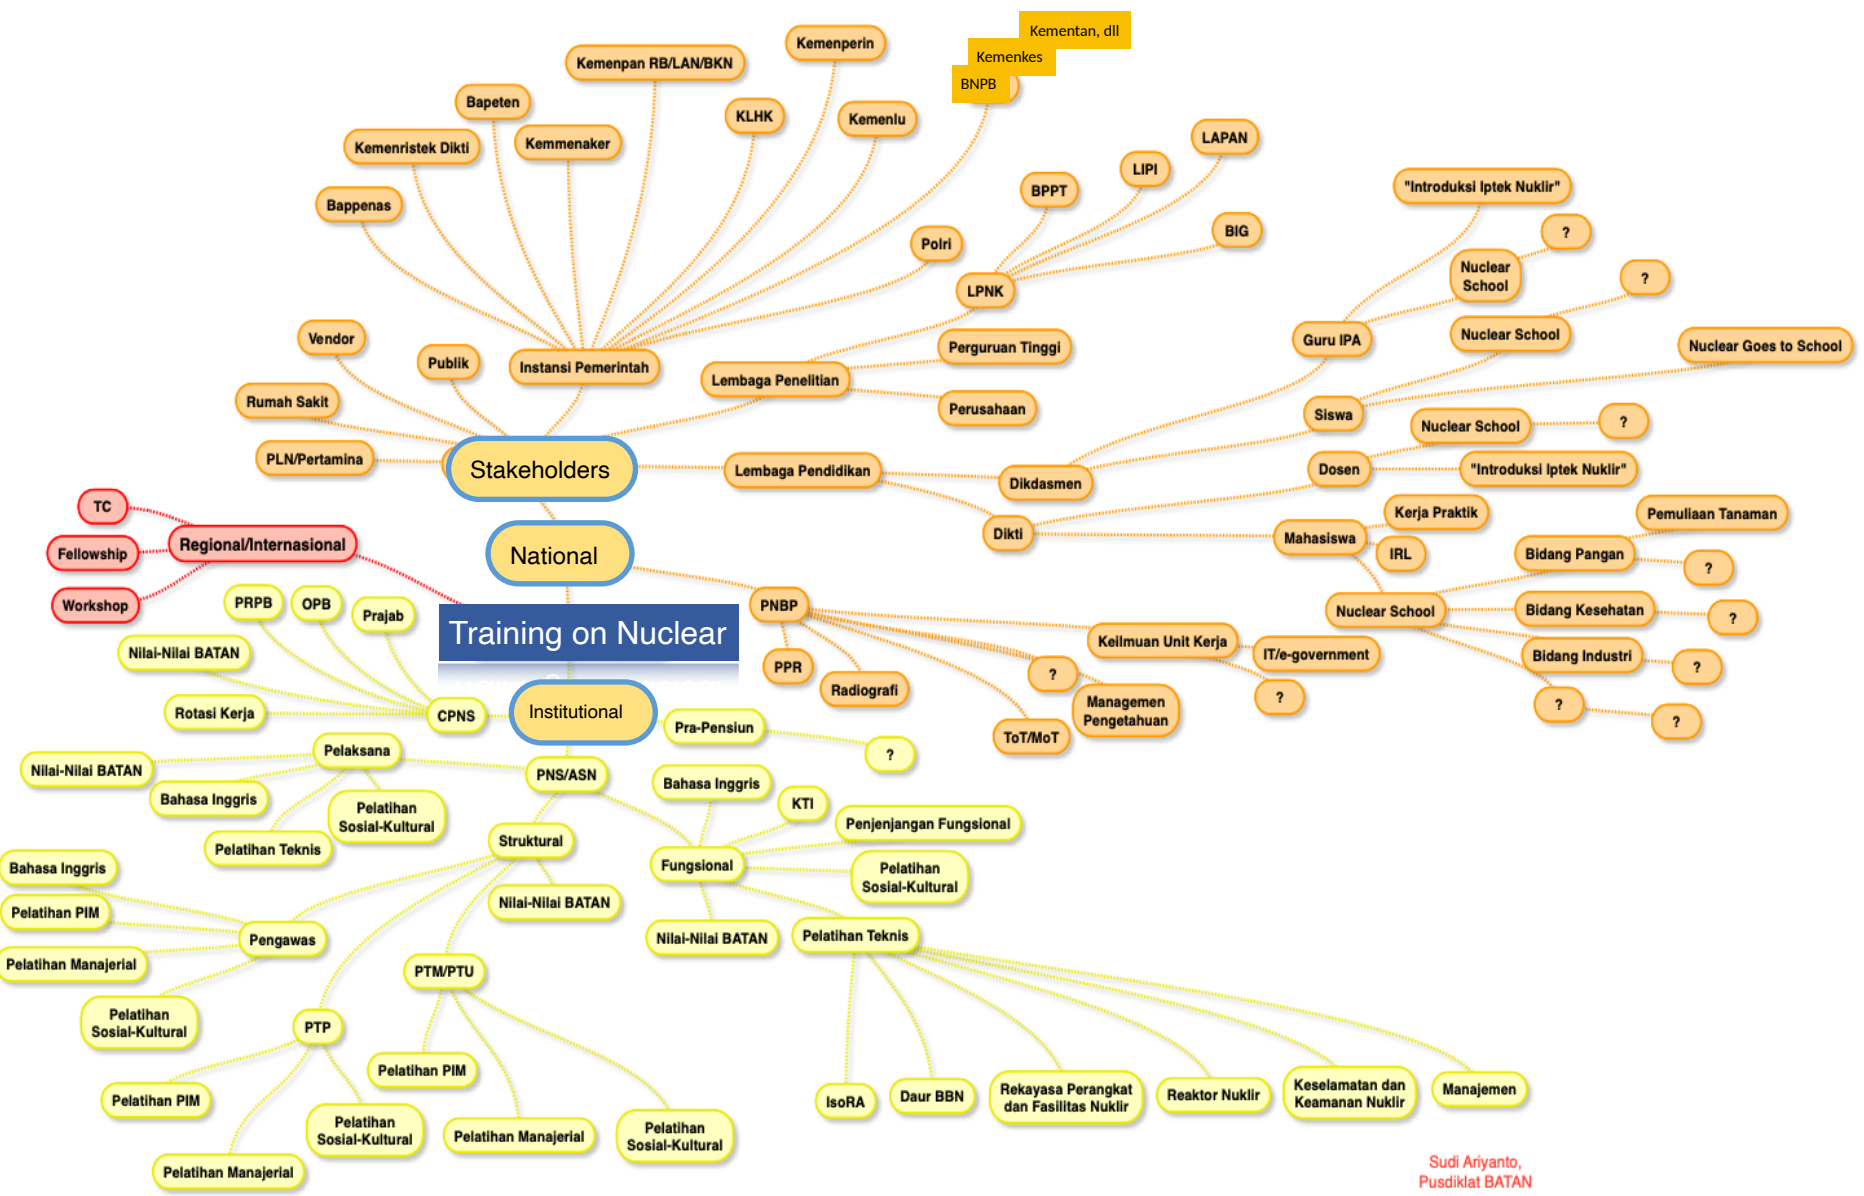 Kementan, dll
Kemenkes
BNPB
Kemenperin
Kemenpan RB/LAN/BKN
Bapeten
KLHK
Kemenlu
Kemmenaker
Kemenristek Dikti
Bappenas
LAPAN
LIPI
BPPT
BIG
Polri
LPNK
"Introduksi Iptek Nuklir"
?
Nuclear
School
?
Guru IPA
Nuclear School
Nuclear Goes to School
Vendor
Publik
Instansi Pemerintah
Lembaga Penelitian
Perguruan Tinggi
Perusahaan
Rumah Sakit
PLN/Pertamina
Stakeholders
Lembaga Pendidikan
Dikdasmen
Siswa
Nuclear School
?
Dosen
"Introduksi Iptek Nuklir"
Dikti
Mahasiswa
Kerja Praktik
IRL
Pemuliaan Tanaman
Bidang Pangan
?
Nuclear School
Bidang Kesehatan
?
Bidang Industri
?
?
?
TC
Fellowship
Workshop
Regional/Internasional
National
PNBP
PPR
Radiografi
Keilmuan Unit Kerja
IT/e-government
?
?
Managemen
Pengetahuan
ToT/MoT
Training on Nuclear
PRPB
OPB
Prajab
Nilai-Nilai BATAN
Rotasi Kerja
CPNS
Institutional
Pra-Pensiun
?
Pelaksana
Nilai-Nilai BATAN
Bahasa Inggris
Pelatihan
Sosial-Kultural
Pelatihan Teknis
PNS/ASN
Bahasa Inggris
KTI
Penjenjangan Fungsional
Struktural
Fungsional
Pelatihan
Sosial-Kultural
Nilai-Nilai BATAN
Nilai-Nilai BATAN
Pelatihan Teknis
Bahasa Inggris
Pelatihan PIM
Pengawas
Pelatihan Manajerial
Pelatihan
Sosial-Kultural
PTM/PTU
PTP
Pelatihan PIM
Pelatihan PIM
Pelatihan
Sosial-Kultural
Pelatihan Manajerial
Pelatihan Manajerial
Pelatihan
Sosial-Kultural
IsoRA
Daur BBN
Rekayasa Perangkat
dan Fasilitas Nuklir
Reaktor Nuklir
Keselamatan dan
Keamanan Nuklir
Manajemen
Sudi Ariyanto,
Pusdiklat BATAN